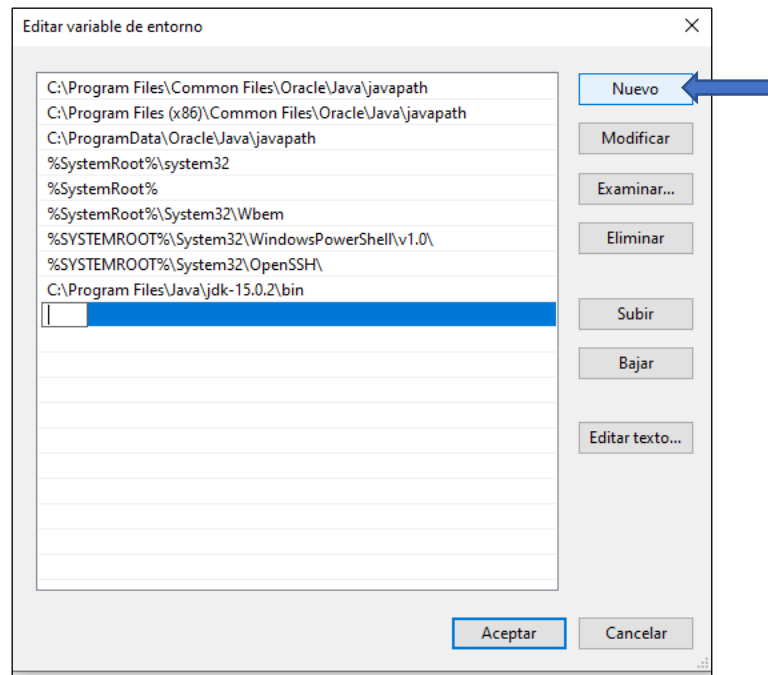 Editar variable de entorno
C:\Program Files\Common Files\Oracle\Java\javapath
Nuevo
C:\Program Files (x86)\Common Files\Oracle\Java\javapath
C:\ProgramData\Oracle\Java\javapath
Modificar
%SystemRoot%\system32
%SystemRoot%
Examinar...
%SystemRoot%\System32\Wbem
%SYSTEMROOT%\System32\WindowsPowerShell\v1.0\
Eliminar
%SYSTEMROOT%\System32\OpenSSH\
C:\Program Files\Java\jdk-15.0.2\bin
Subir
Bajar
Editar texto...
Aceptar
Cancelar